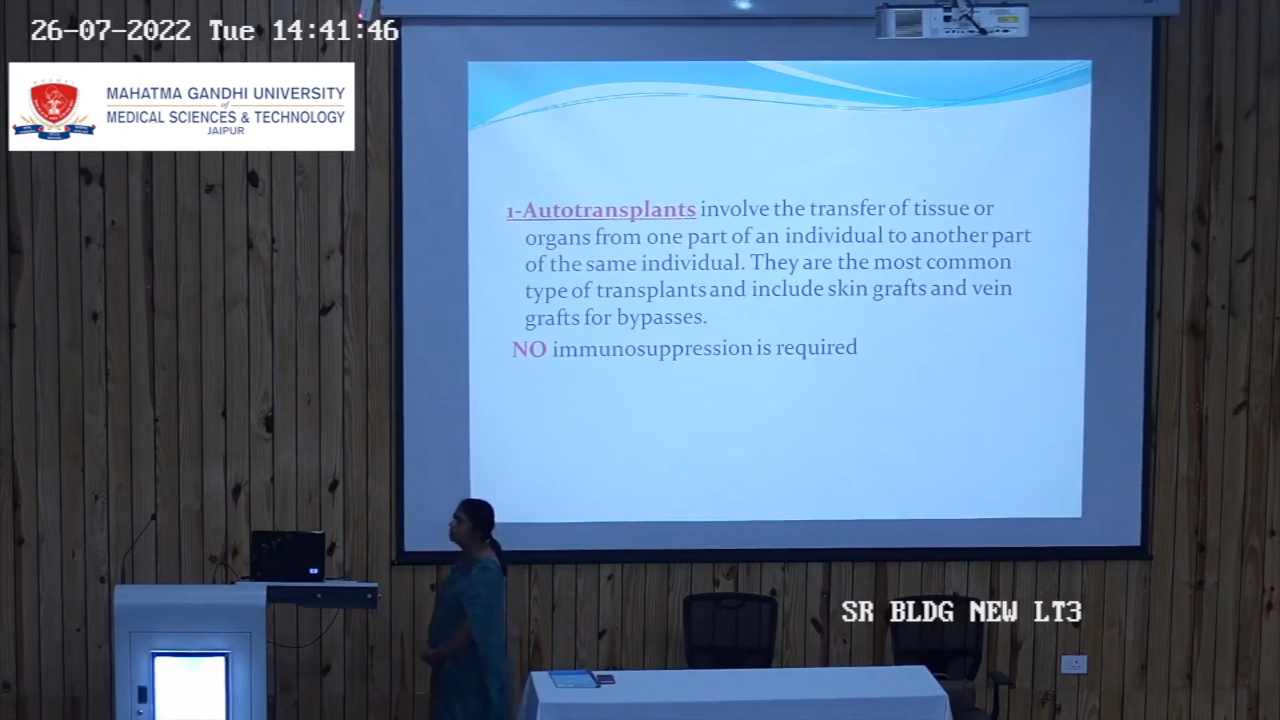 26-07-2022 Tue 14:41:46
MAHATMA GANDHI UNIVERSITY
of
MEDICAL SCIENCES & TECHNOLOGY
JAIPUR
1-Autotransplants involve the transfer of tissue or
organs from one part of an individual to another part
of the same individual. They are the most common
type of transplants and include skin grafts and vein
grafts for bypasses.
NO immunosuppression is required
SR BLDG NEW LT3